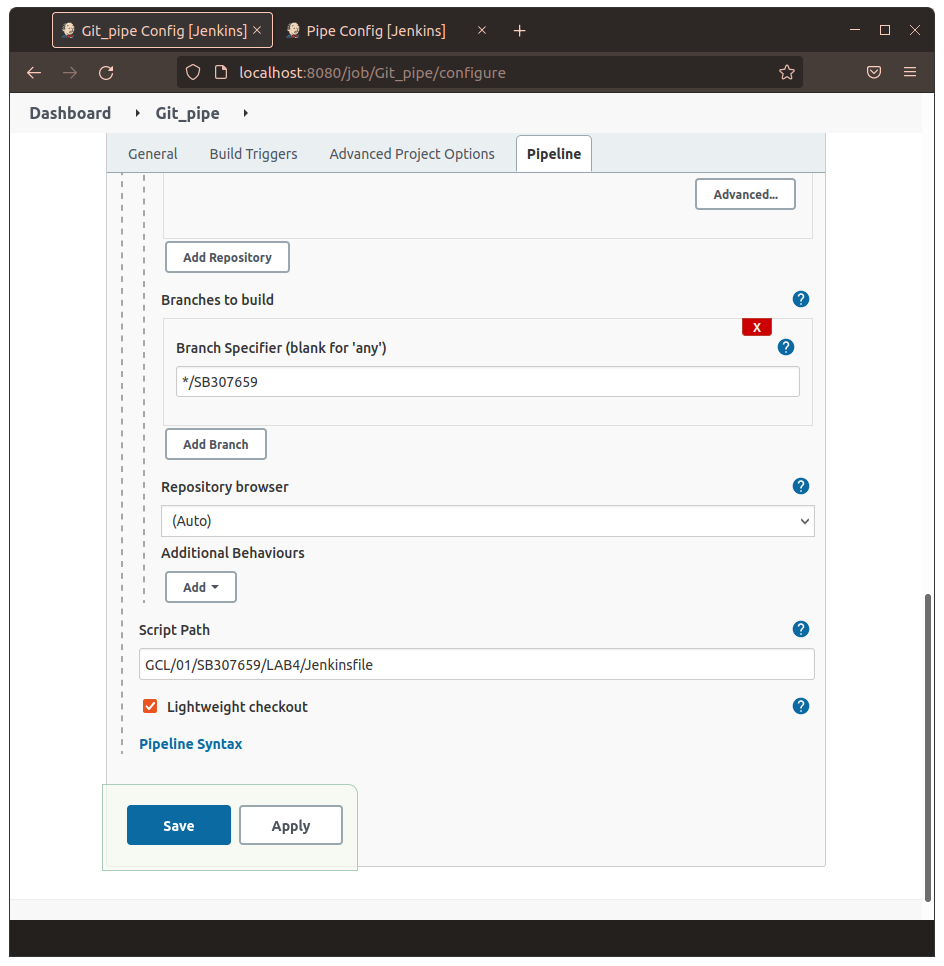 Git_pipe Config [Jenkins] × Pipe Config [Jenkins] × +
localhost:8080/job/Git_pipe/configure
Dashboard Git_pipe
General Build Triggers Advanced Project Options Pipeline
Advanced...
Add Repository
Branches to build ?
X
Branch Specifier (blank for 'any') ?
*/SB307659
Add Branch
Repository browser ?
(Auto)
Additional Behaviours
Add
Script Path ?
GCL/01/SB307659/LAB4/Jenkinsfile
Lightweight checkout ?
Pipeline Syntax
Save Apply